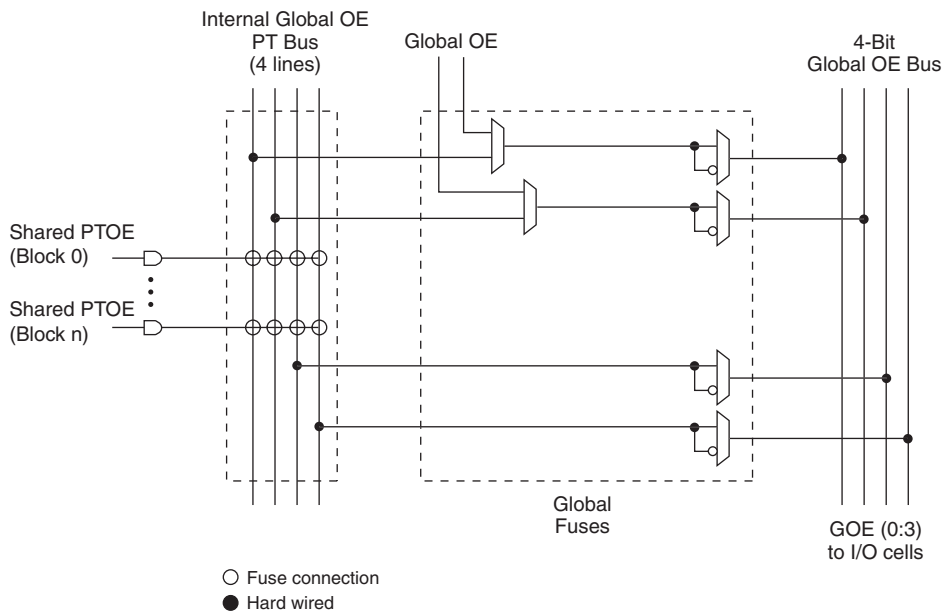 Internal Global OE
PT Bus
(4 lines)
Global OE
4-Bit
Global OE Bus
Shared PTOE
(Block 0)
Shared PTOE
(Block n)
Global
Fuses
GOE (0:3)
to I/O cells
Fuse connection
Hard wired